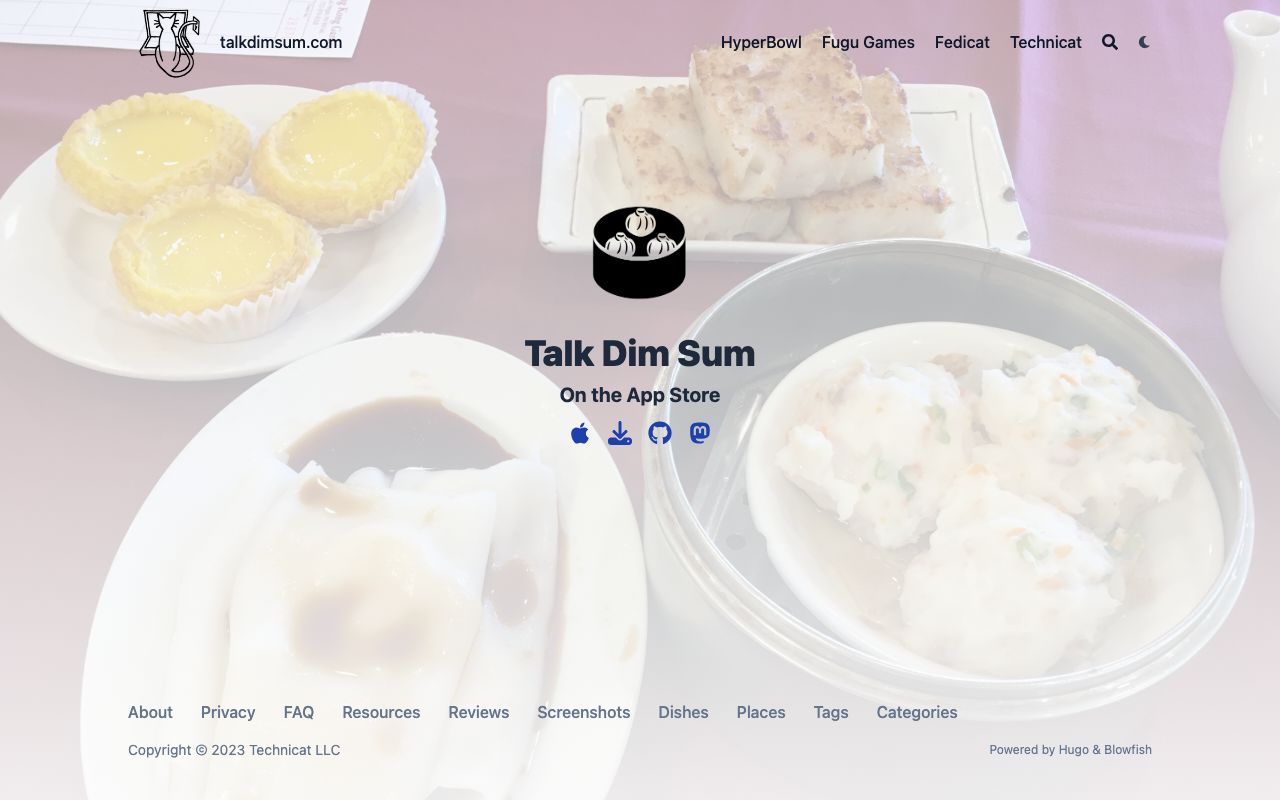 talkdimsum.com
HyperBowl Fugu Games Fedicat Technicat
Talk Dim Sum
On the App Store
About Privacy FAQ Resources Reviews Screenshots Dishes Places Tags Categories
Copyright © 2023 Technicat LLC
Powered by Hugo & Blowfish